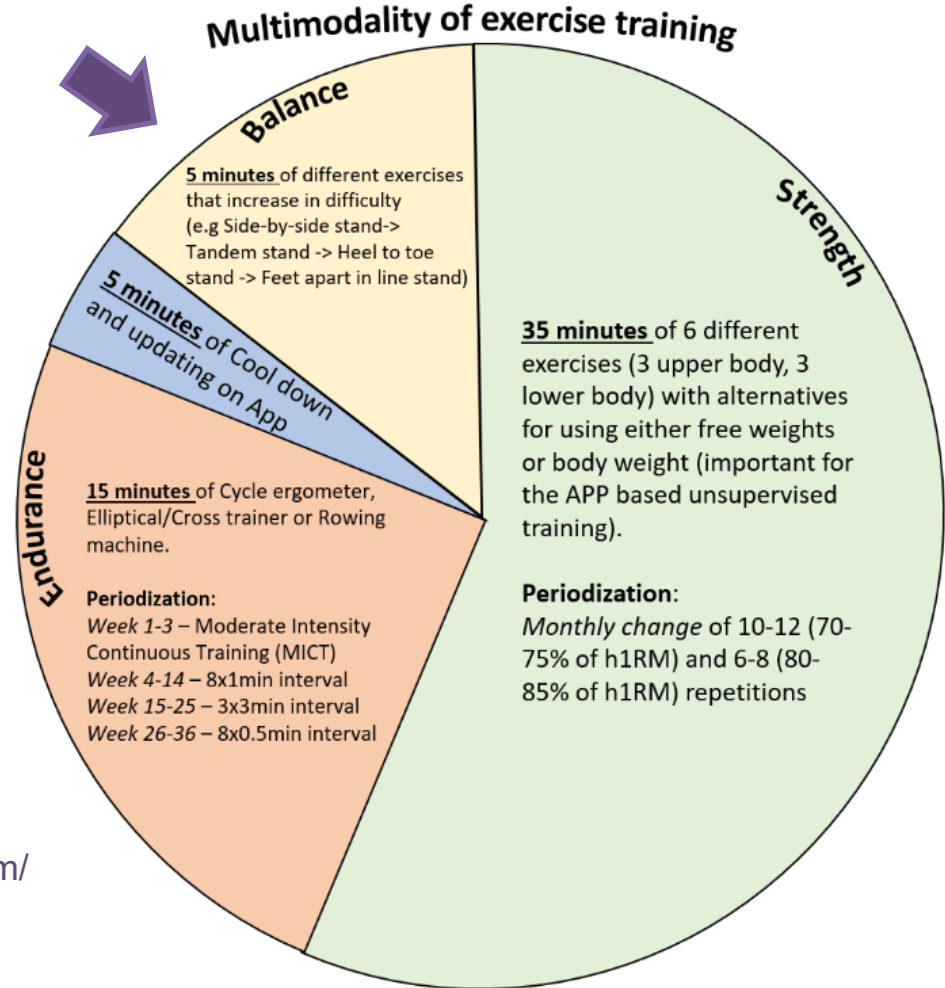 Multimodality of exercise training
Balance
5 minutes of different exercises
that increase in difficulty
(e.g Side-by-side stand->
Tandem stand -> Heel to toe
stand -> Feet apart in line stand)
Strength
35 minutes of 6 different
exercises (3 upper body, 3
lower body) with alternatives
for using either free weights
or body weight (important for
the APP based unsupervised
training).
Periodization:
Monthly change of 10-12 (70-
75% of h1RM) and 6-8 (80-
85% of h1RM) repetitions
5 minutes of Cool down
and updating on App
Endurance
15 minutes of Cycle ergometer,
Elliptical/Cross trainer or Rowing
machine.
Periodization:
Week 1-3 – Moderate Intensity
Continuous Training (MICT)
Week 4-14 – 8x1min interval
Week 15-25 – 3x3min interval
Week 26-36 – 8x0.5min interval
m/